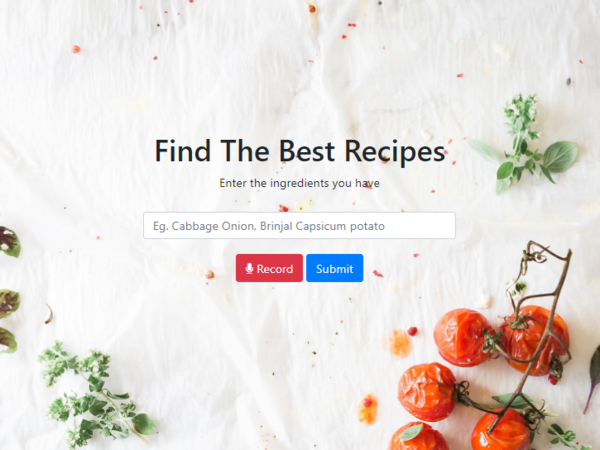 Find The Best Recipes
Enter the ingredients you have
Eg. Cabbage Onion, Brinjal Capsicum potato
Record Submit